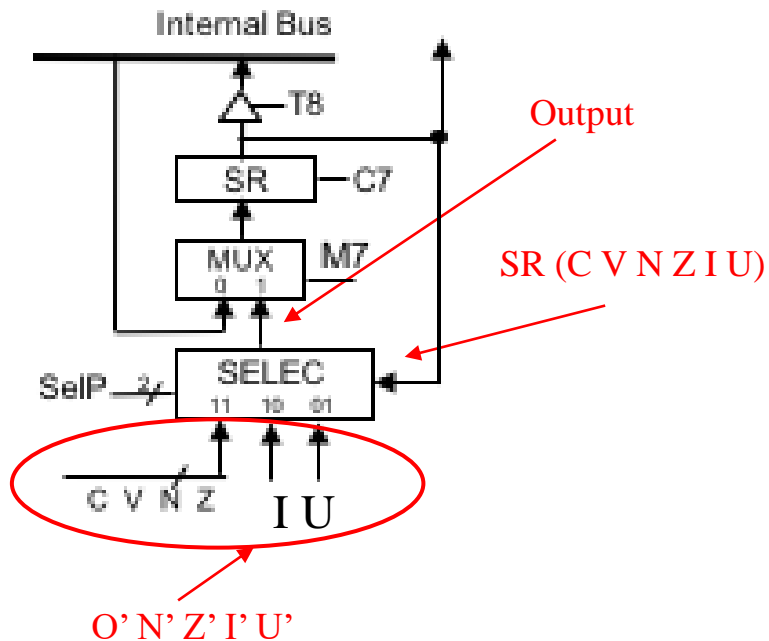 Internal Bus
T8
Output
SR
C7
MUX
M7
0 1
SR (C V N Z I U)
SELEC
SelP 2
11 10 01
C V N Z
I U
O’ N’ Z’ I’ U’